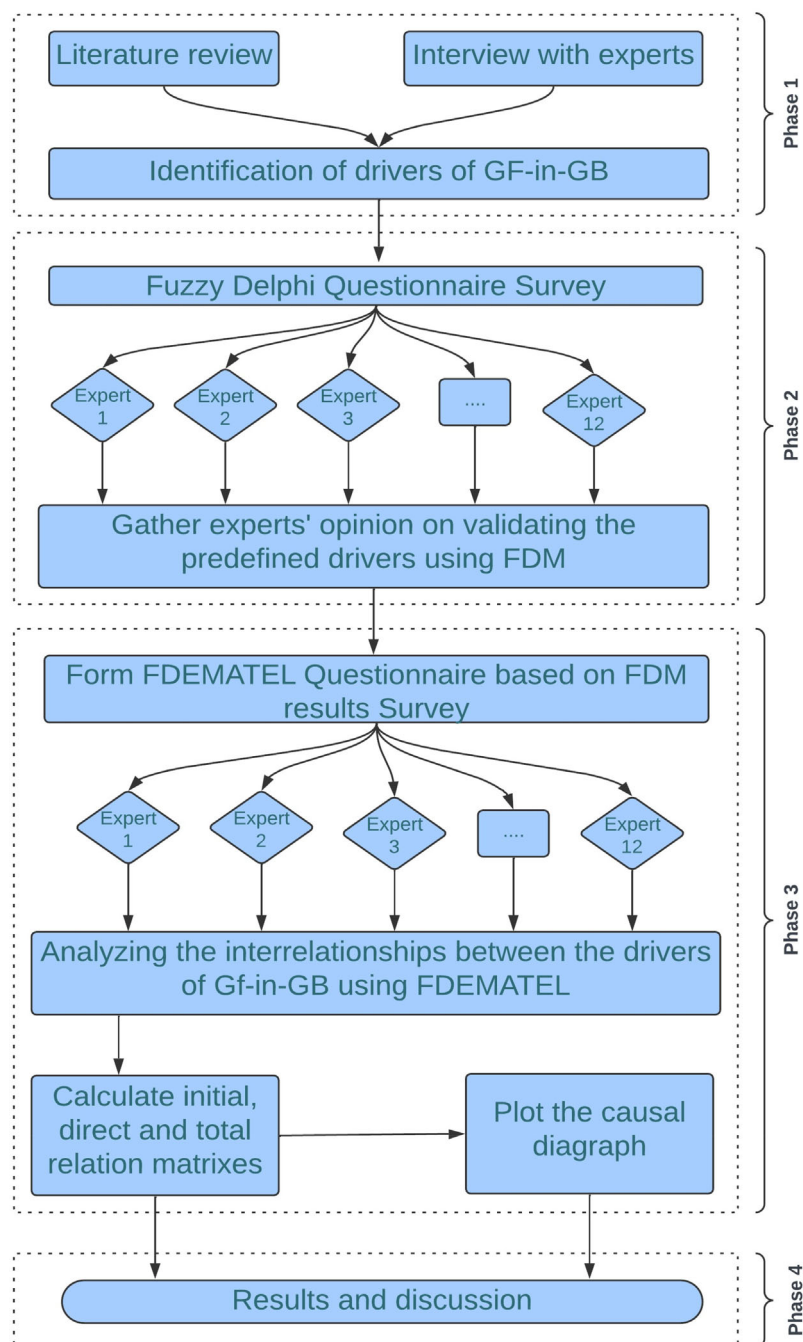 Literature review
Interview with experts
Identification of drivers of GF-in-GB
Phase 1
Fuzzy Delphi Questionnaire Survey
Expert
1
Expert
2
Expert
3
....
Expert
12
Gather experts' opinion on validating the
predefined drivers using FDM
Phase 2
Form FDEMATEL Questionnaire based on FDM
results Survey
Expert
1
Expert
2
Expert
3
....
Expert
12
Analyzing the interrelationships between the drivers
of Gf-in-GB using FDEMATEL
Calculate initial,
direct and total
relation matrixes
Plot the causal
diagraph
Phase 3
Results and discussion
Phase 4